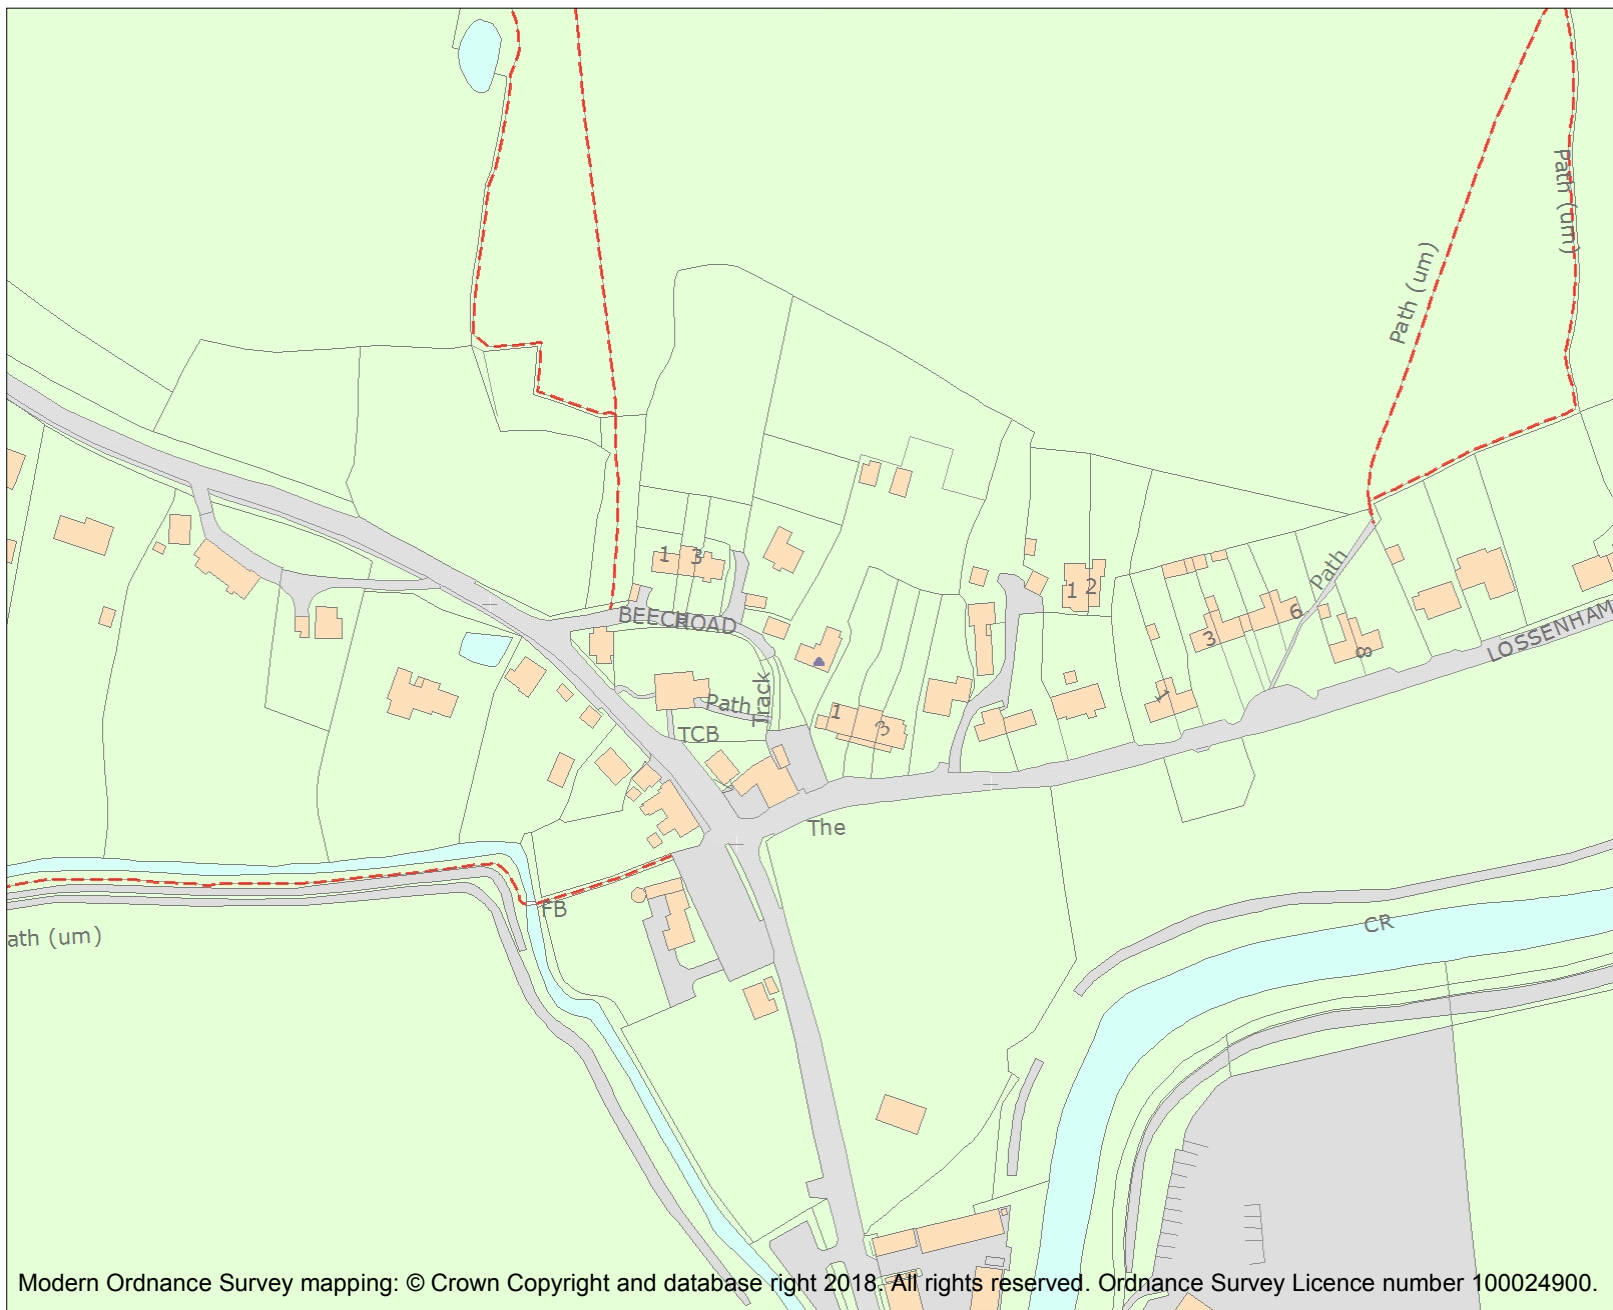 Path (um)
Path (um)
Path
1
3
BEECH ROAD
1
2
3
6
8
1
LOSSENHAM
Path
Track
TCB
1
3
The
FB
ath (um)
CR
Modern Ordnance Survey mapping: © Crown Copyright and database right 2018. All rights reserved. Ordnance Survey Licence number 100024900.